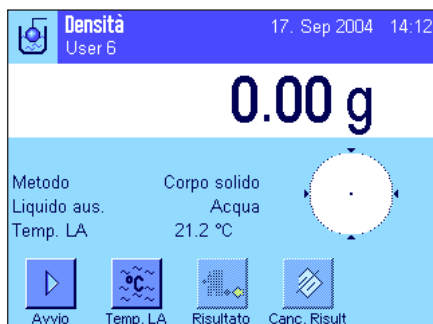 Densità 17. Sep 2004 14:12
User 6
0.00 g
Metodo Corpo solido
Liquido aus. Acqua
Temp. LA 21.2 °C
°C
Avvio Temp. LA Risultato Canc. Risult